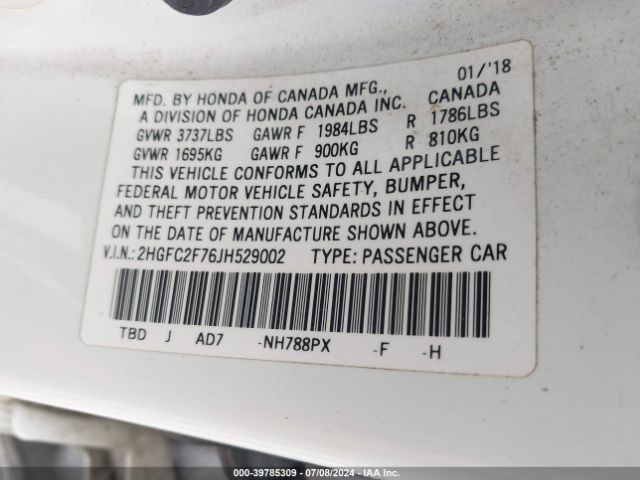 MFD. BY HONDA OF CANADA MFG., 01/'18
A DIVISION OF HONDA CANADA INC. CANADA
GVWR 3737LBS GAWR F 1984LBS R 1786LBS
GVWR 1695KG GAWR F 900KG R 810KG
THIS VEHICLE CONFORMS TO ALL APPLICABLE
FEDERAL MOTOR VEHICLE SAFETY, BUMPER,
AND THEFT PREVENTION STANDARDS IN EFFECT
ON THE DATE OF MANUFACTURE SHOWN ABOVE.
V.I.N.: 2HGFC2F76JH529002 TYPE: PASSENGER CAR
TBD J AD7 -NH788PX -F -H
000-39785309 | 07/08/2024 - IAA Inc.